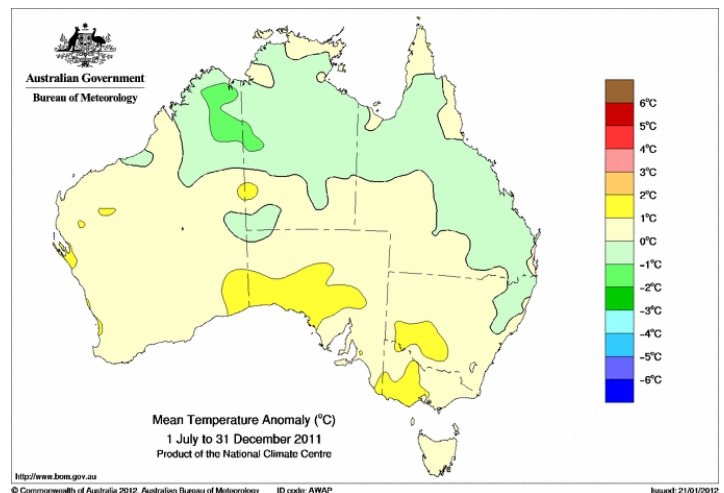 Australian Government
Bureau of Meteorology
6°C
5°C
4°C
3°C
2°C
1°C
0°C
-1°C
-2°C
-3°C
-4°C
-5°C
-6°C
Mean Temperature Anomaly (°C)
1 July to 31 December 2011
Product of the National Climate Centre
http://www.bom.gov.au
© Commonwealth of Australia 2012, Australian Bureau of Meteorology ID code: AWAP Issued: 21/01/2012